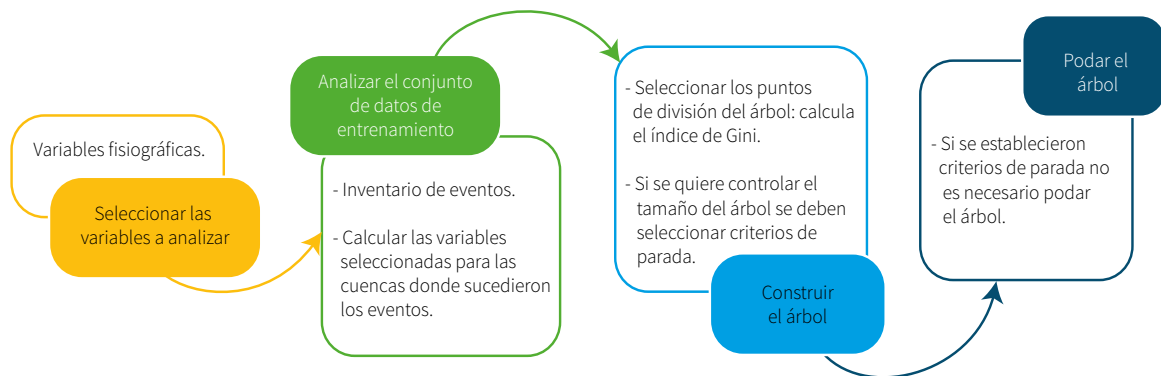 Variables fisiográficas.
Seleccionar las
variables a analizar
Analizar el conjunto
de datos de
entrenamiento
- Inventario de eventos.
- Calcular las variables
seleccionadas para las
cuencas donde sucedieron
los eventos.
- Seleccionar los puntos
de división del árbol: calcula
el índice de Gini.
- Si se quiere controlar el
tamaño del árbol se deben
seleccionar criterios de
parada.
Construir
el árbol
Podar el
árbol
- Si se establecieron
criterios de parada no
es necesario podar
el árbol.